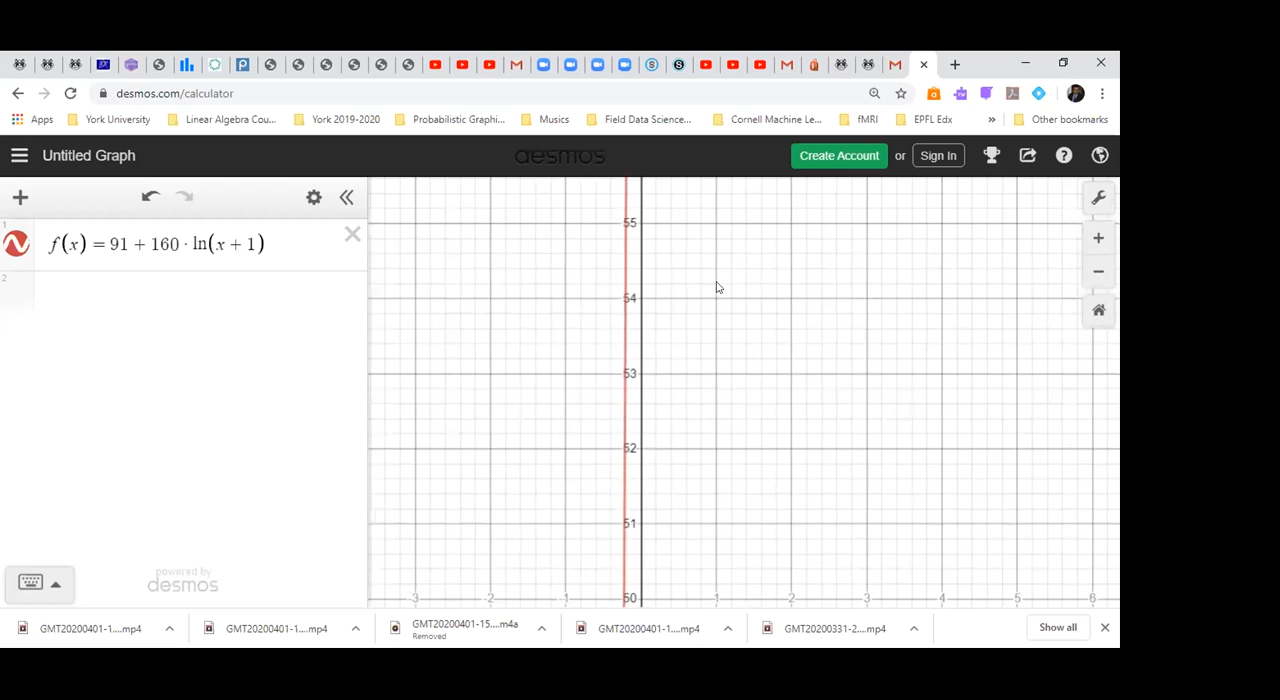 desmos.com/calculator
Apps York University Linear Algebra Cou... York 2019-2020 Probabilistic Graphi... Musics Field Data Science... Cornell Machine Le... fMRI EPFL Edx » Other bookmarks
Untitled Graph desmos Create Account or Sign In
1
f(x) = 91 + 160 · ln(x + 1)
2
55
54
53
52
51
50
-3 -2 -1 1 2 3 4 5 6
powered by
desmos
GMT20200401-1....mp4 GMT20200401-1....mp4 GMT20200401-15....m4a GMT20200401-1....mp4 GMT20200331-2....mp4 Show all
Removed